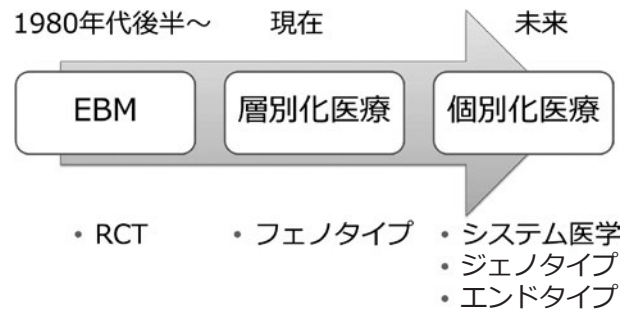 1980年代後半～ 現在 未来
EBM 層別化医療 個別化医療
• RCT • フェノタイプ • システム医学
• ジェノタイプ
• エンドタイプ